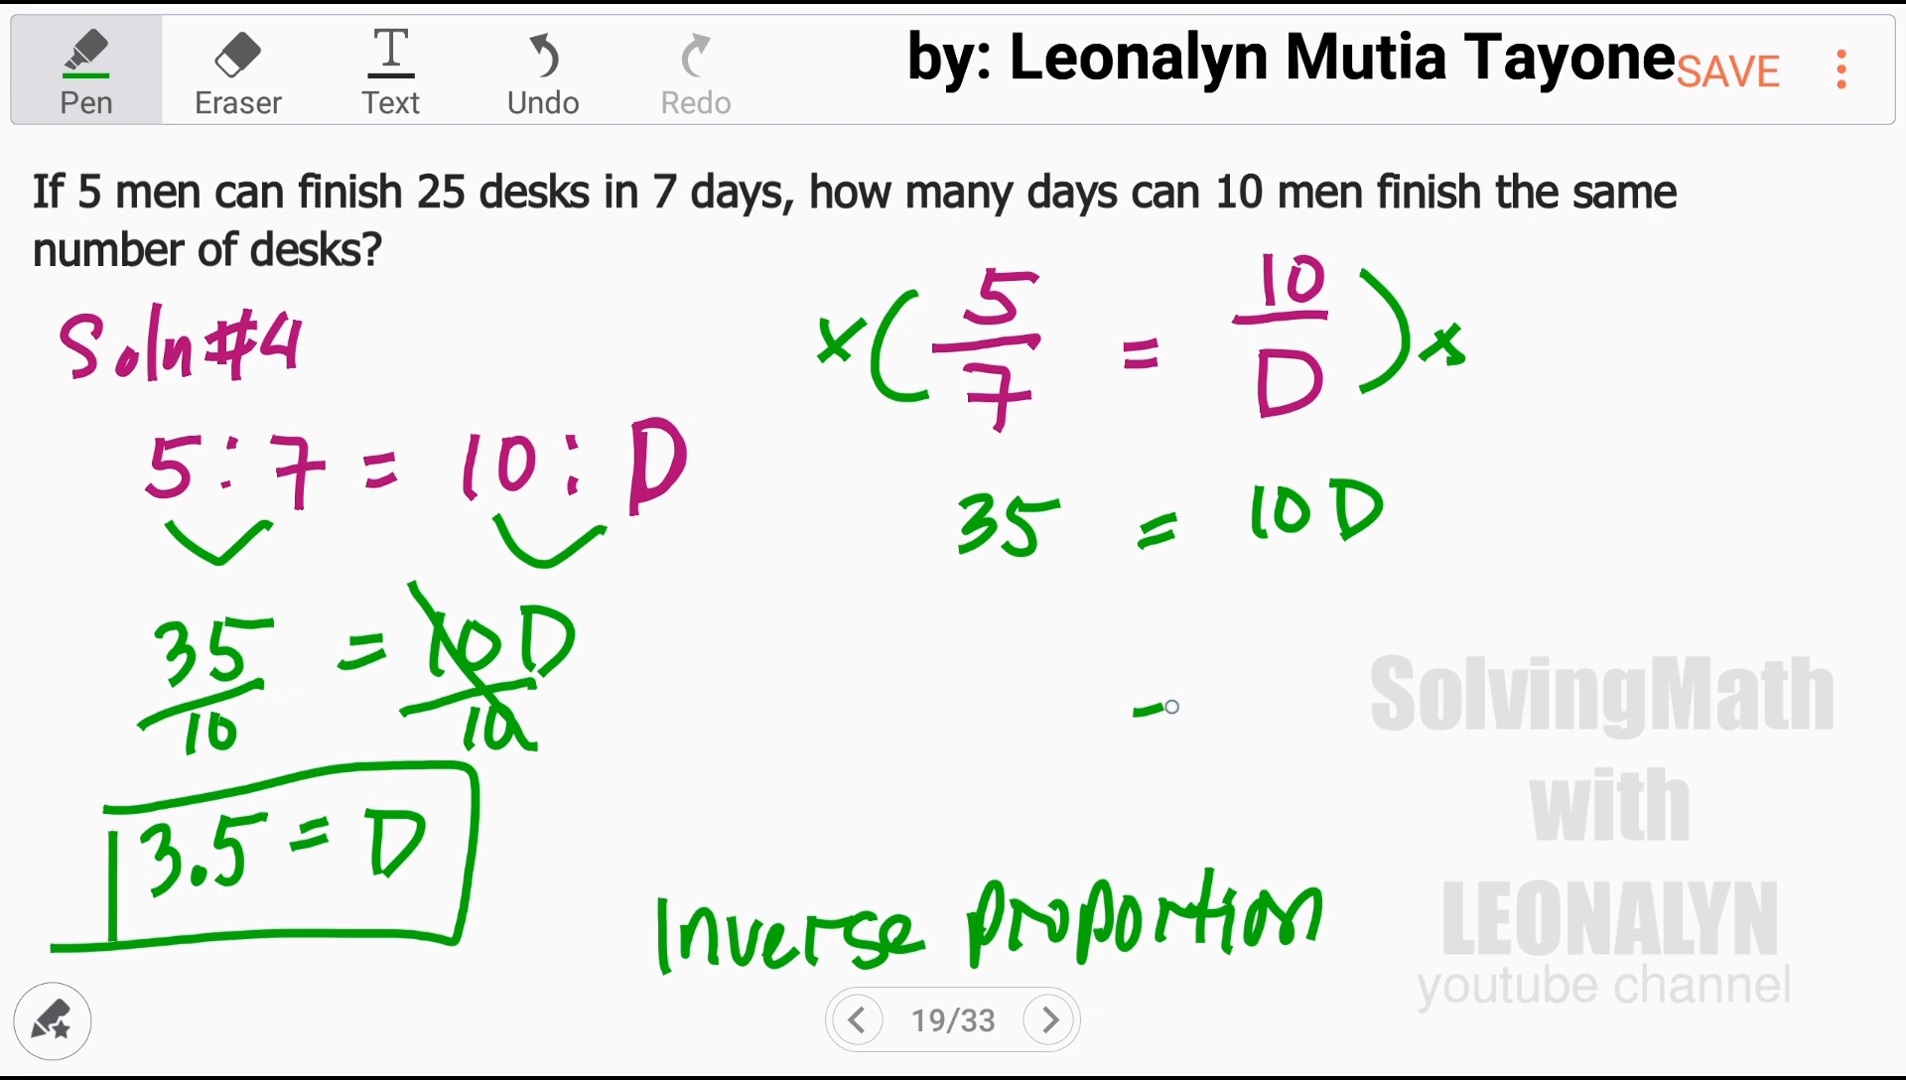 Pen Eraser Text Undo Redo by: Leonalyn Mutia Tayone SAVE
If 5 men can finish 25 desks in 7 days, how many days can 10 men finish the same
number of desks?
Soln #4
5 : 7 = 10 : D
35/10 = 10D/10
3.5 = D
×( 5/7 = 10/D )×
35 = 10D
Inverse proportion
SolvingMath
with
LEONALYN
youtube channel
19/33